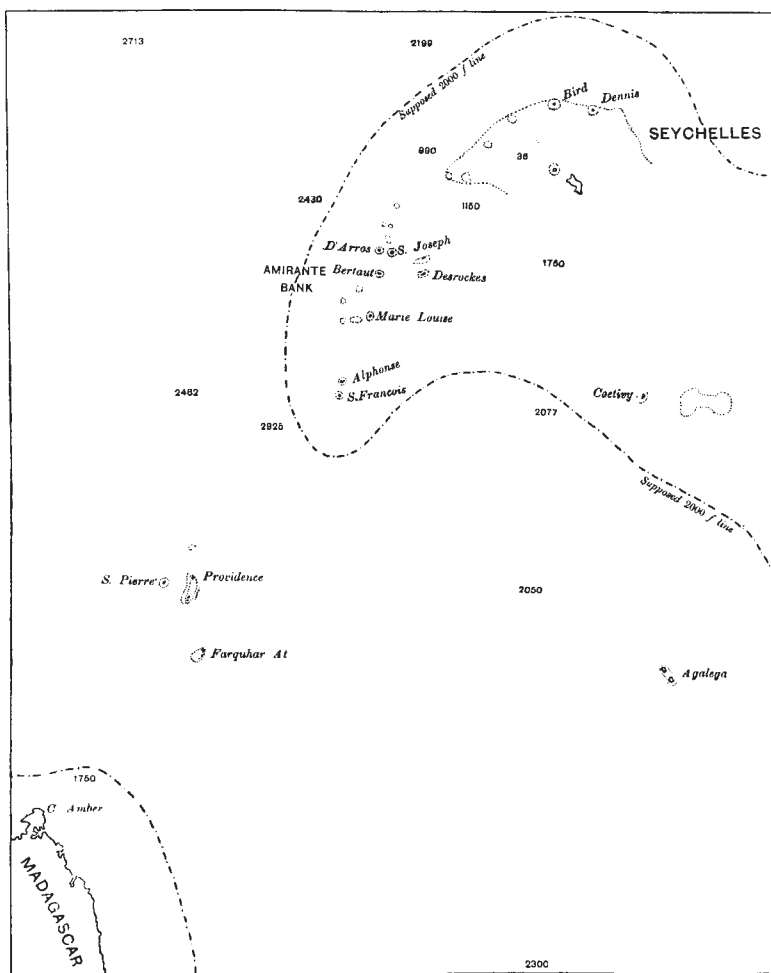 2713
2199
Supposed 2000 f line
Bird
Dennis
SEYCHELLES
990
36
2430
1150
D'Arros
S. Joseph
1750
AMIRANTE
BANK
Bertaut
Desrockes
Marie Louise
Alphonse
S. Francois
2462
2925
2077
Coetivy
Supposed 2000 f line
S. Pierre
Providence
2050
Farquhar At
Agalega
1750
C Amber
MADAGASCAR
2300